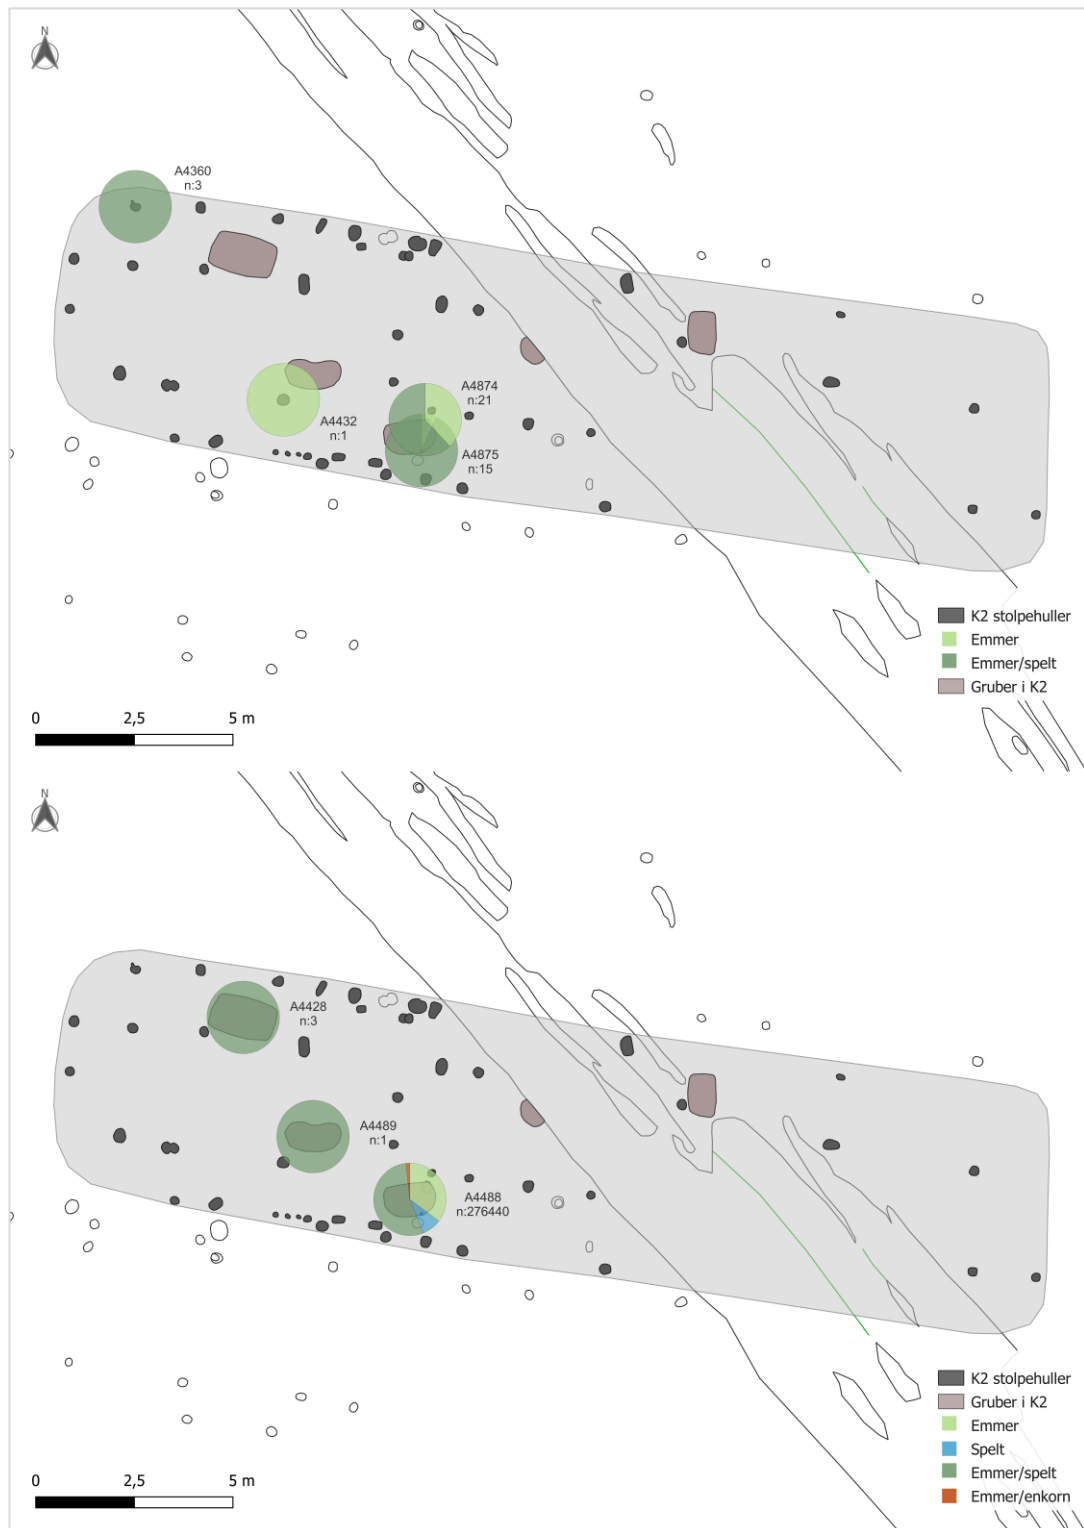 N
A4360
n:3
A4874
n:21
A4432
n:1
A4875
n:15
K2 stolpehuller
Emmer
Emmer/spelt
Gruber i K2
0 2,5 5 m
N
A4428
n:3
A4489
n:1
A4488
n:276440
K2 stolpehuller
Gruber i K2
Emmer
Spelt
Emmer/spelt
Emmer/enkorn
0 2,5 5 m